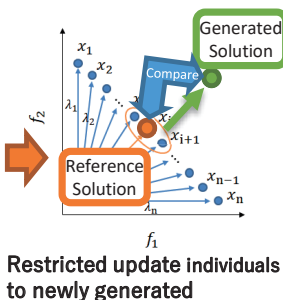 Generated
Solution
x₁
x₂
Compare
λ₁
λ₂
f₂
xᵢ₊₁
Reference
Solution
xₙ₋₁
λₙ
xₙ
f₁
Restricted update individuals
to newly generated